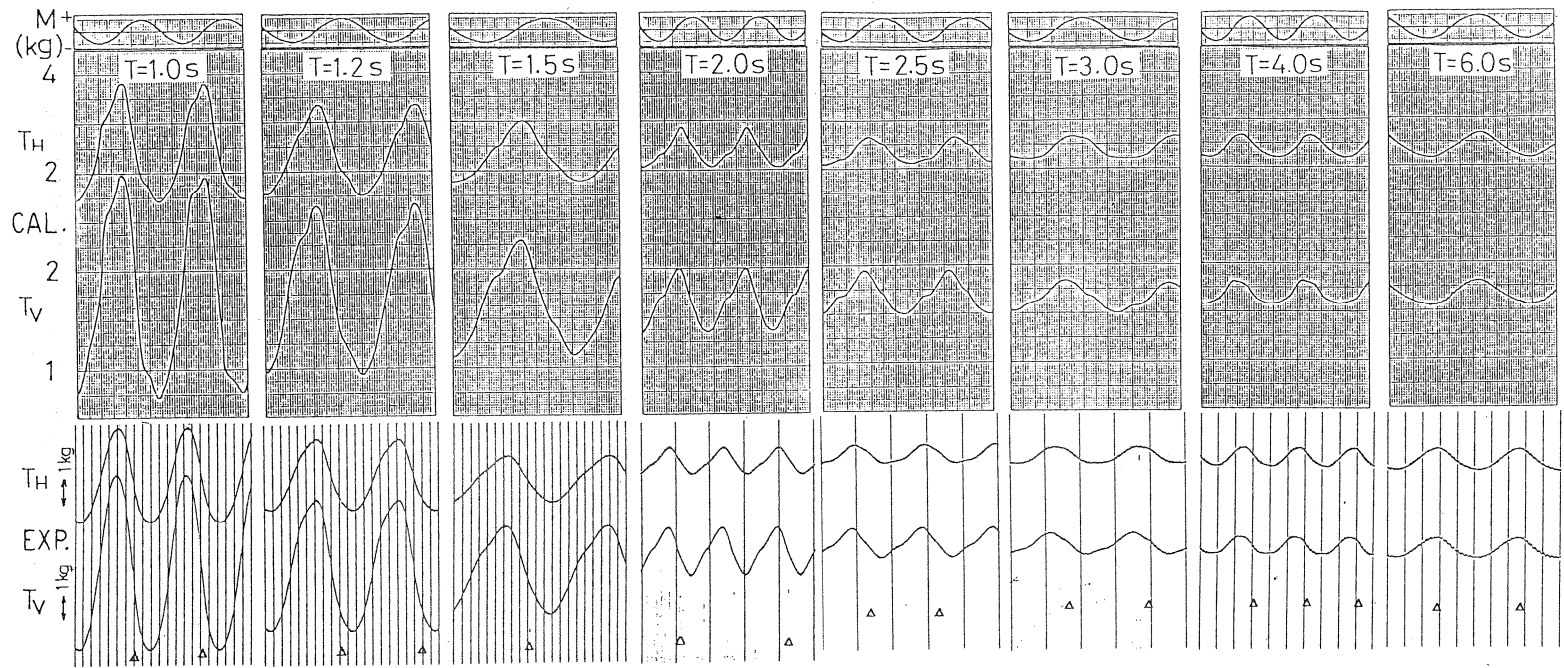 M +
(kg) -
T=1.0s T=1.2s T=1.5s T=2.0s T=2.5s T=3.0s T=4.0s T=6.0s
4
TH
2
CAL.
2
TV
1
TH 1kg
EXP.
TV 1kg